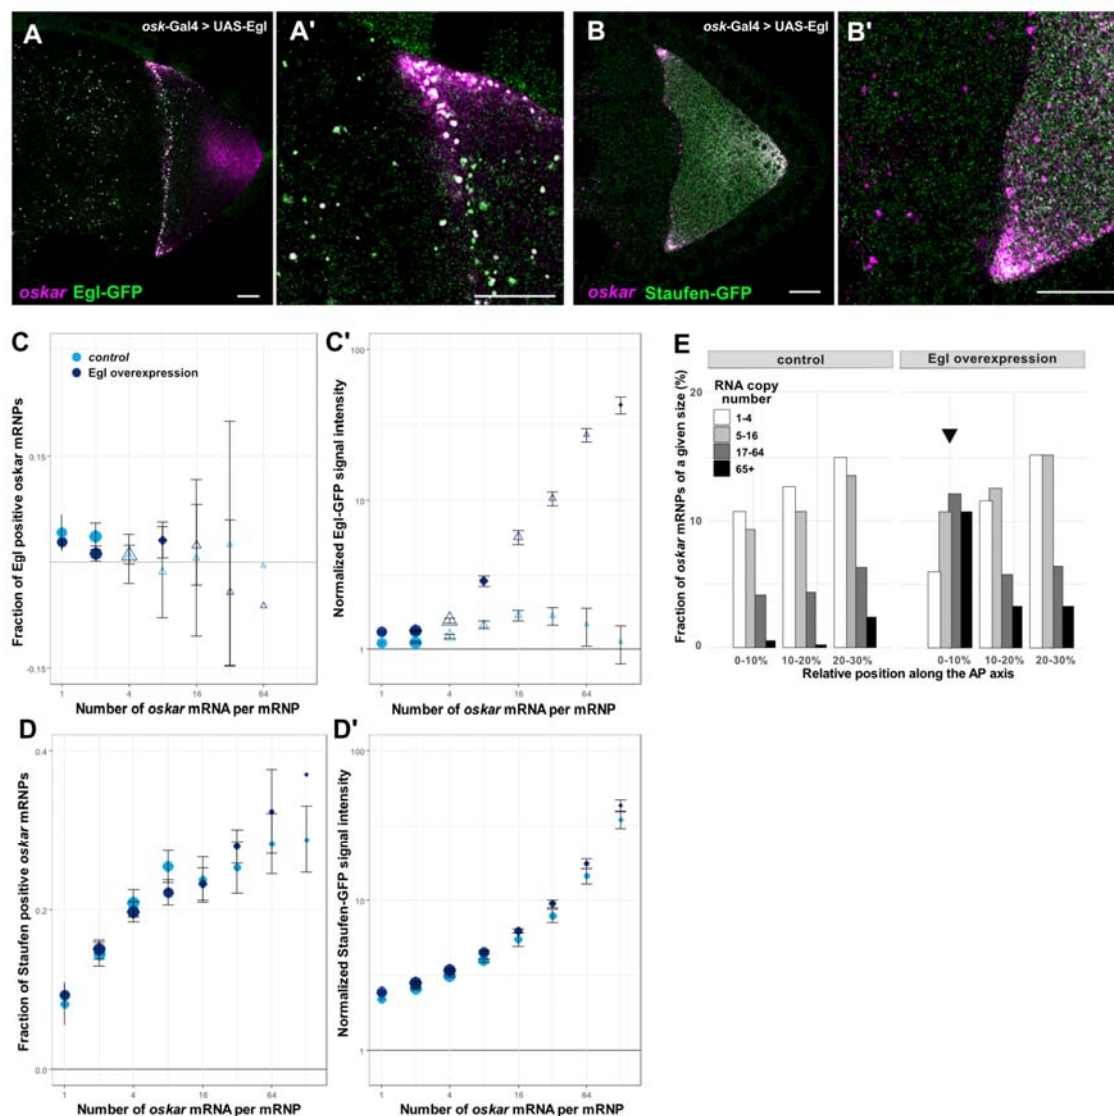 A
osk-Gal4 > UAS-Egl
oskar Egl-GFP
A'
B
osk-Gal4 > UAS-Egl
oskar Staufen-GFP
B'
C
control
Egl overexpression
Fraction of Egl positive oskar mRNPs
0.15
-0.15
1
4
16
64
Number of oskar mRNA per mRNP
C'
Normalized Egl-GFP signal intensity
100
10
1
1
4
16
64
Number of oskar mRNA per mRNP
E
control
Egl overexpression
Fraction of oskar mRNPs of a given size (%)
20
10
0
RNA copy
number
1-4
5-16
17-64
65+
0-10%
10-20%
20-30%
0-10%
10-20%
20-30%
Relative position along the AP axis
D
Fraction of Staufen positive oskar mRNPs
0.4
0.2
0.0
1
4
16
64
Number of oskar mRNA per mRNP
D'
Normalized Staufen-GFP signal intensity
100
10
1
1
4
16
64
Number of oskar mRNA per mRNP